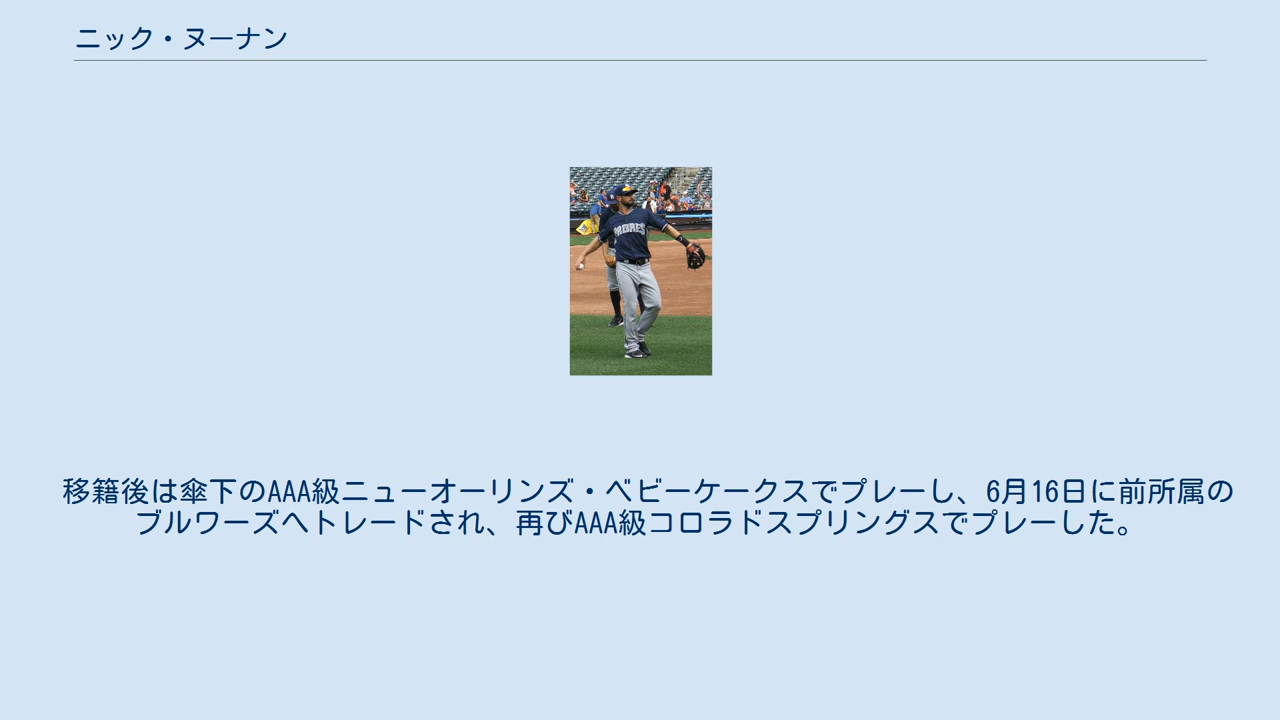 ニック・ヌーナン
PADRES
移籍後は傘下のAAA級ニューオーリンズ・ベビーケークスでプレーし、6月16日に前所属の
ブルワーズへトレードされ、再びAAA級コロラドスプリングスでプレーした。